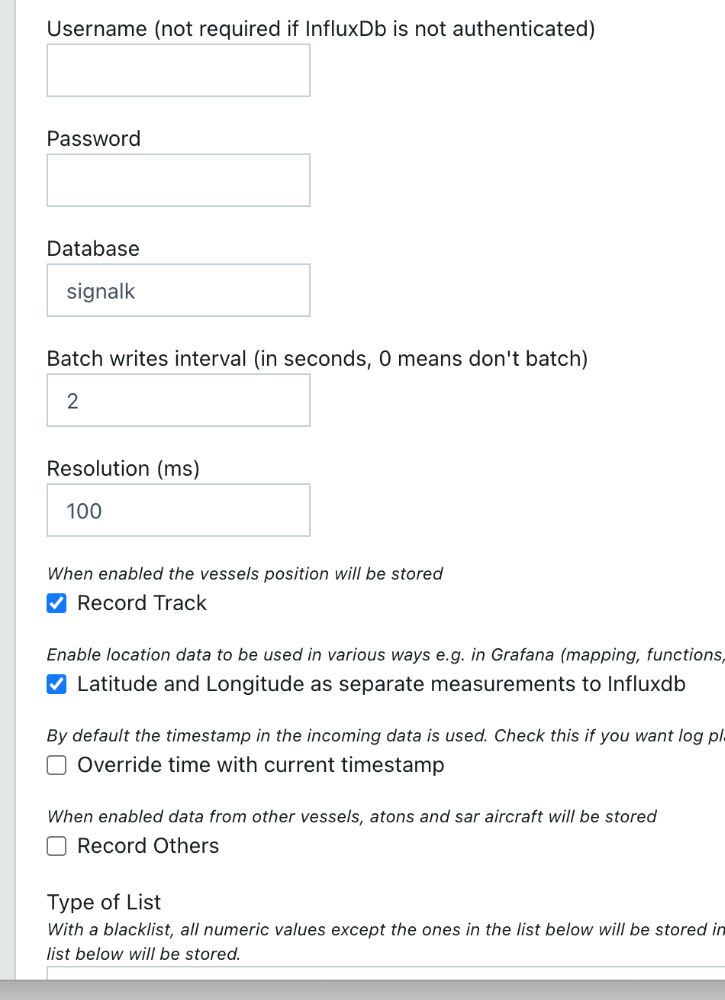 Username (not required if InfluxDb is not authenticated)
Password
Database
signalk
Batch writes interval (in seconds, 0 means don't batch)
2
Resolution (ms)
100
When enabled the vessels position will be stored
Record Track
Enable location data to be used in various ways e.g. in Grafana (mapping, functions,
Latitude and Longitude as separate measurements to Influxdb
By default the timestamp in the incoming data is used. Check this if you want log
Override time with current timestamp
When enabled data from other vessels, atons and sar aircraft will be stored
Record Others
Type of List
With a blacklist, all numeric values except the ones in the list below will be stored in
list below will be stored.